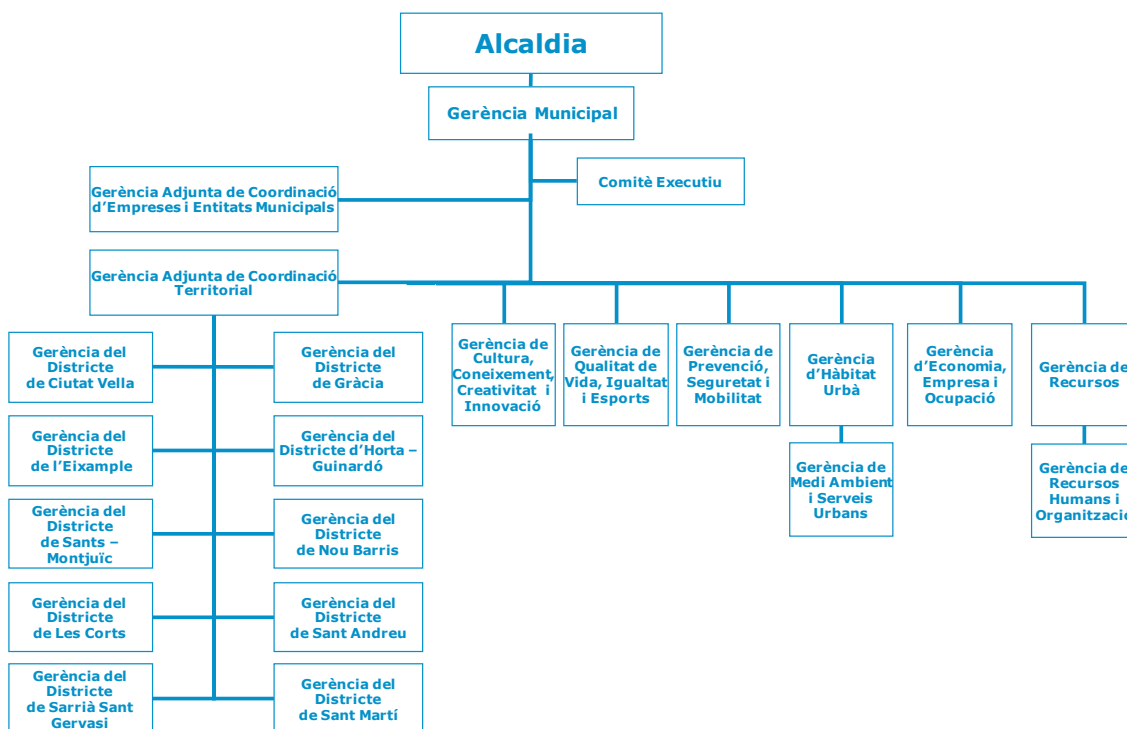 Alcaldia
Gerència Municipal
Comitè Executiu
Gerència Adjunta de Coordinació
d’Empreses i Entitats Municipals
Gerència Adjunta de Coordinació
Territorial
Gerència del
Districte
de Ciutat Vella
Gerència del
Districte
de Gràcia
Gerència del
Districte
de l’Eixample
Gerència del
Districte d’Horta –
Guinardó
Gerència del
Districte
de Sants –
Montjuïc
Gerència del
Districte
de Nou Barris
Gerència del
Districte
de Les Corts
Gerència del
Districte
de Sant Andreu
Gerència del
Districte
de Sarrià Sant
Gervasi
Gerència del
Districte
de Sant Martí
Gerència de
Cultura,
Coneixement,
Creativitat i
Innovació
Gerència de
Qualitat de
Vida, Igualtat
i Esports
Gerència de
Prevenció,
Seguretat i
Mobilitat
Gerència
d’Hàbitat
Urbà
Gerència
d’Economia,
Empresa i
Ocupació
Gerència de
Recursos
Gerència de
Medi Ambient
i Serveis
Urbans
Gerència de
Recursos
Humans i
Organització